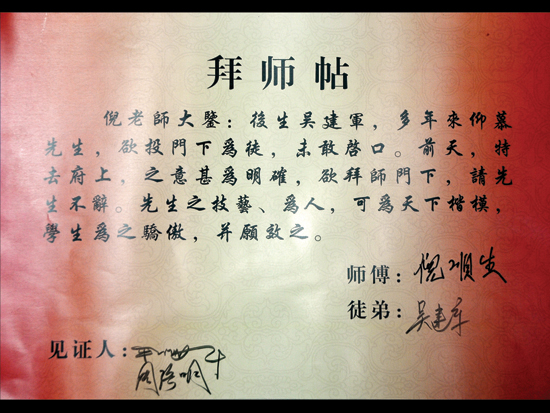 拜师帖
倪老師大鑒：後生吴建軍，多年來仰慕
先生，欲投門下為徒，未敢啓口。前天，特
去府上，之意甚為明確，欲拜師門下，請先
生不辭。先生之技藝、為人，可為天下楷模，
學生為之驕傲，并願效之。
师傅：倪順生
徒弟：吴建军
见证人：